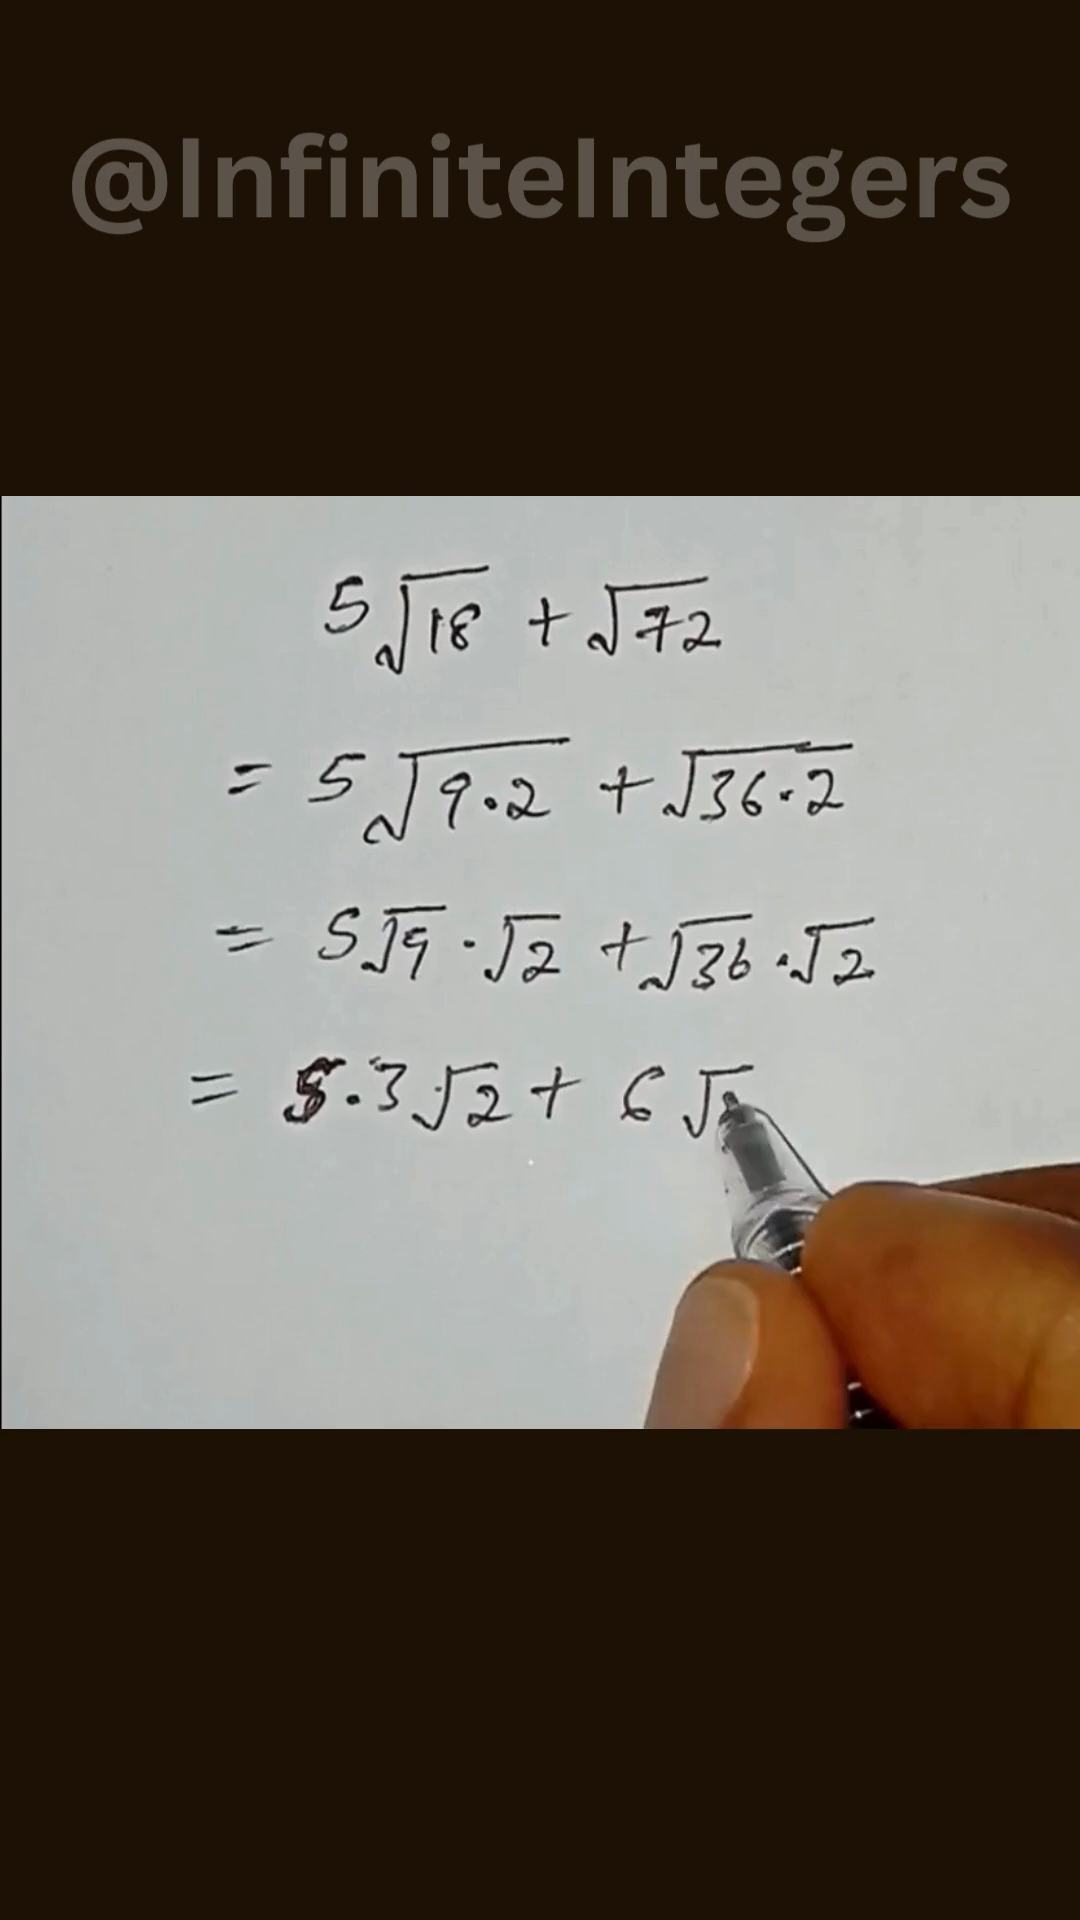 @InfiniteIntegers
5√18 + √72
= 5√9·2 + √36·2
= 5√9 · √2 + √36 · √2
= 5·3√2 + 6√